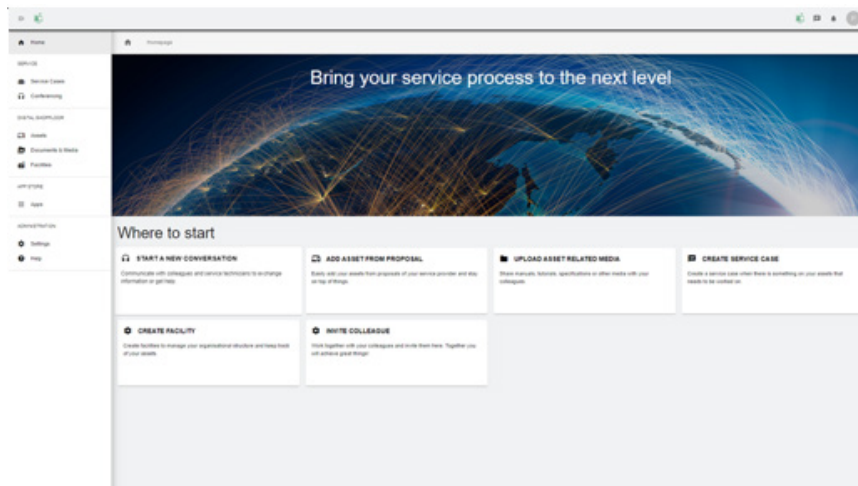 Home
Homepage
SERVICE
Service Cases
Conferencing
DIGITAL SHOPFLOOR
Assets
Documents & Media
Facilities
APP STORE
Apps
ADMINISTRATION
Settings
Help
Bring your service process to the next level
Where to start
START A NEW CONVERSATION
Communicate with colleagues and service technicians to exchange
information or get help.
ADD ASSET FROM PROPOSAL
Easily add your assets from proposals of your service provider and stay
on top of things.
UPLOAD ASSET RELATED MEDIA
Share manuals, tutorials, specifications or other media with your
colleagues.
CREATE SERVICE CASE
Create a service case when there is something on your assets that
needs to be worked on.
CREATE FACILITY
Create facilities to manage your organisational structure and keep track
of your assets.
INVITE COLLEAGUE
Work together with your colleagues and invite them here. Together you
will achieve great things!